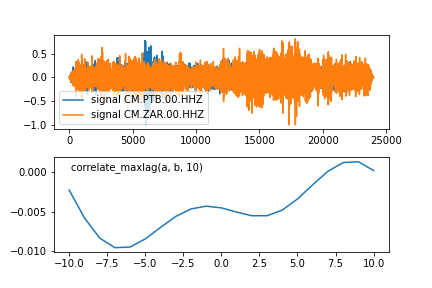 0.5
0.0
−0.5
−1.0
signal CM.PTB.00.HHZ
signal CM.ZAR.00.HHZ
0 5000 10000 15000 20000 25000
correlate_maxlag(a, b, 10)
0.000
−0.005
−0.010
−10.0 −7.5 −5.0 −2.5 0.0 2.5 5.0 7.5 10.0